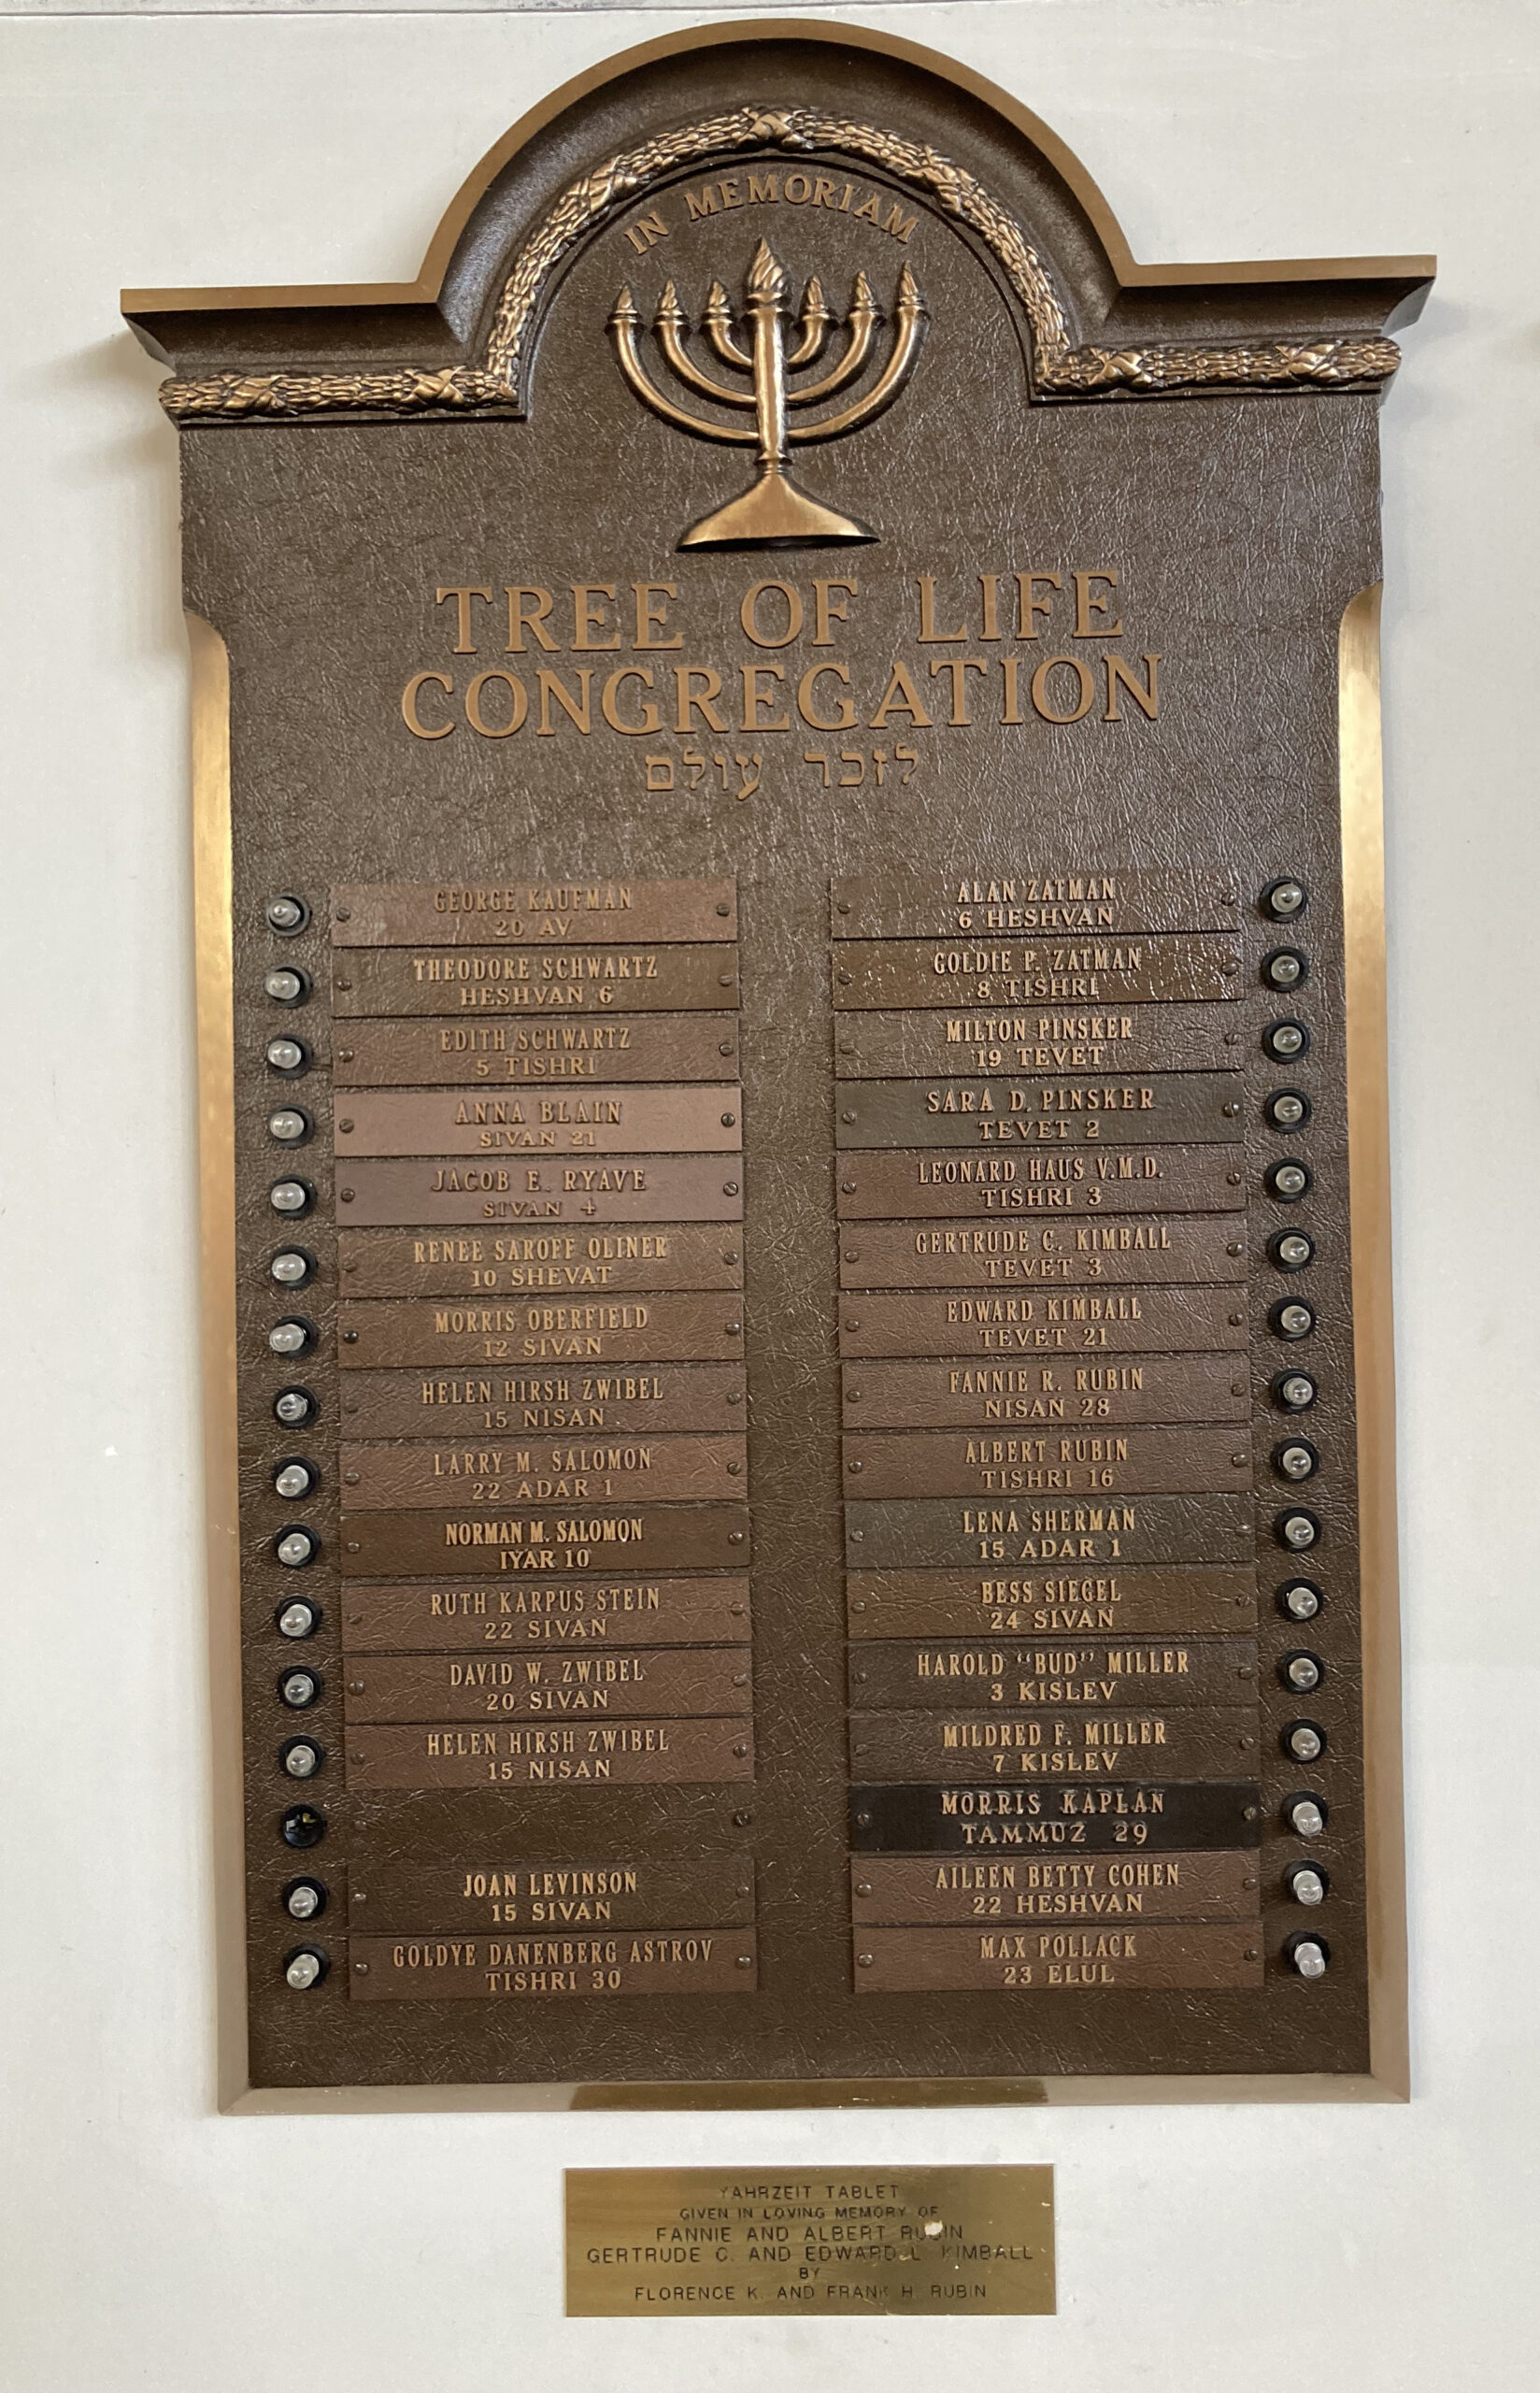 IN MEMORIAM
TREE OF LIFE
CONGREGATION
לזכר עולם
GEORGE KAUFMAN
20 AV
THEODORE SCHWARTZ
HESHVAN 6
EDITH SCHWARTZ
5 TISHRI
ANNA BLAIN
SIVAN 21
JACOB E. RYAVE
SIVAN 4
RENEE SAROFF OLINER
10 SHEVAT
MORRIS OBERFIELD
12 SIVAN
HELEN HIRSH ZWIBEL
15 NISAN
LARRY M. SALOMON
22 ADAR 1
NORMAN M. SALOMON
IYAR 10
RUTH KARPUS STEIN
22 SIVAN
DAVID W. ZWIBEL
20 SIVAN
HELEN HIRSH ZWIBEL
15 NISAN
JOAN LEVINSON
15 SIVAN
GOLDYE DANENBERG ASTROV
TISHRI 30
ALAN ZATMAN
6 HESHVAN
GOLDIE P. ZATMAN
8 TISHRI
MILTON PINSKER
19 TEVET
SARA D. PINSKER
TEVET 2
LEONARD HAUS V.M.D.
TISHRI 3
GERTRUDE C. KIMBALL
TEVET 3
EDWARD KIMBALL
TEVET 21
FANNIE R. RUBIN
NISAN 28
ALBERT RUBIN
TISHRI 16
LENA SHERMAN
15 ADAR 1
BESS SIEGEL
24 SIVAN
HAROLD "BUD" MILLER
3 KISLEV
MILDRED F. MILLER
7 KISLEV
MORRIS KAPLAN
TAMMUZ 29
AILEEN BETTY COHEN
22 HESHVAN
MAX POLLACK
23 ELUL
YAHRZEIT TABLET
GIVEN IN LOVING MEMORY OF
FANNIE AND ALBERT RUBIN
GERTRUDE C. AND EDWARD L. KIMBALL
BY
FLORENCE K. AND FRANK H. RUBIN